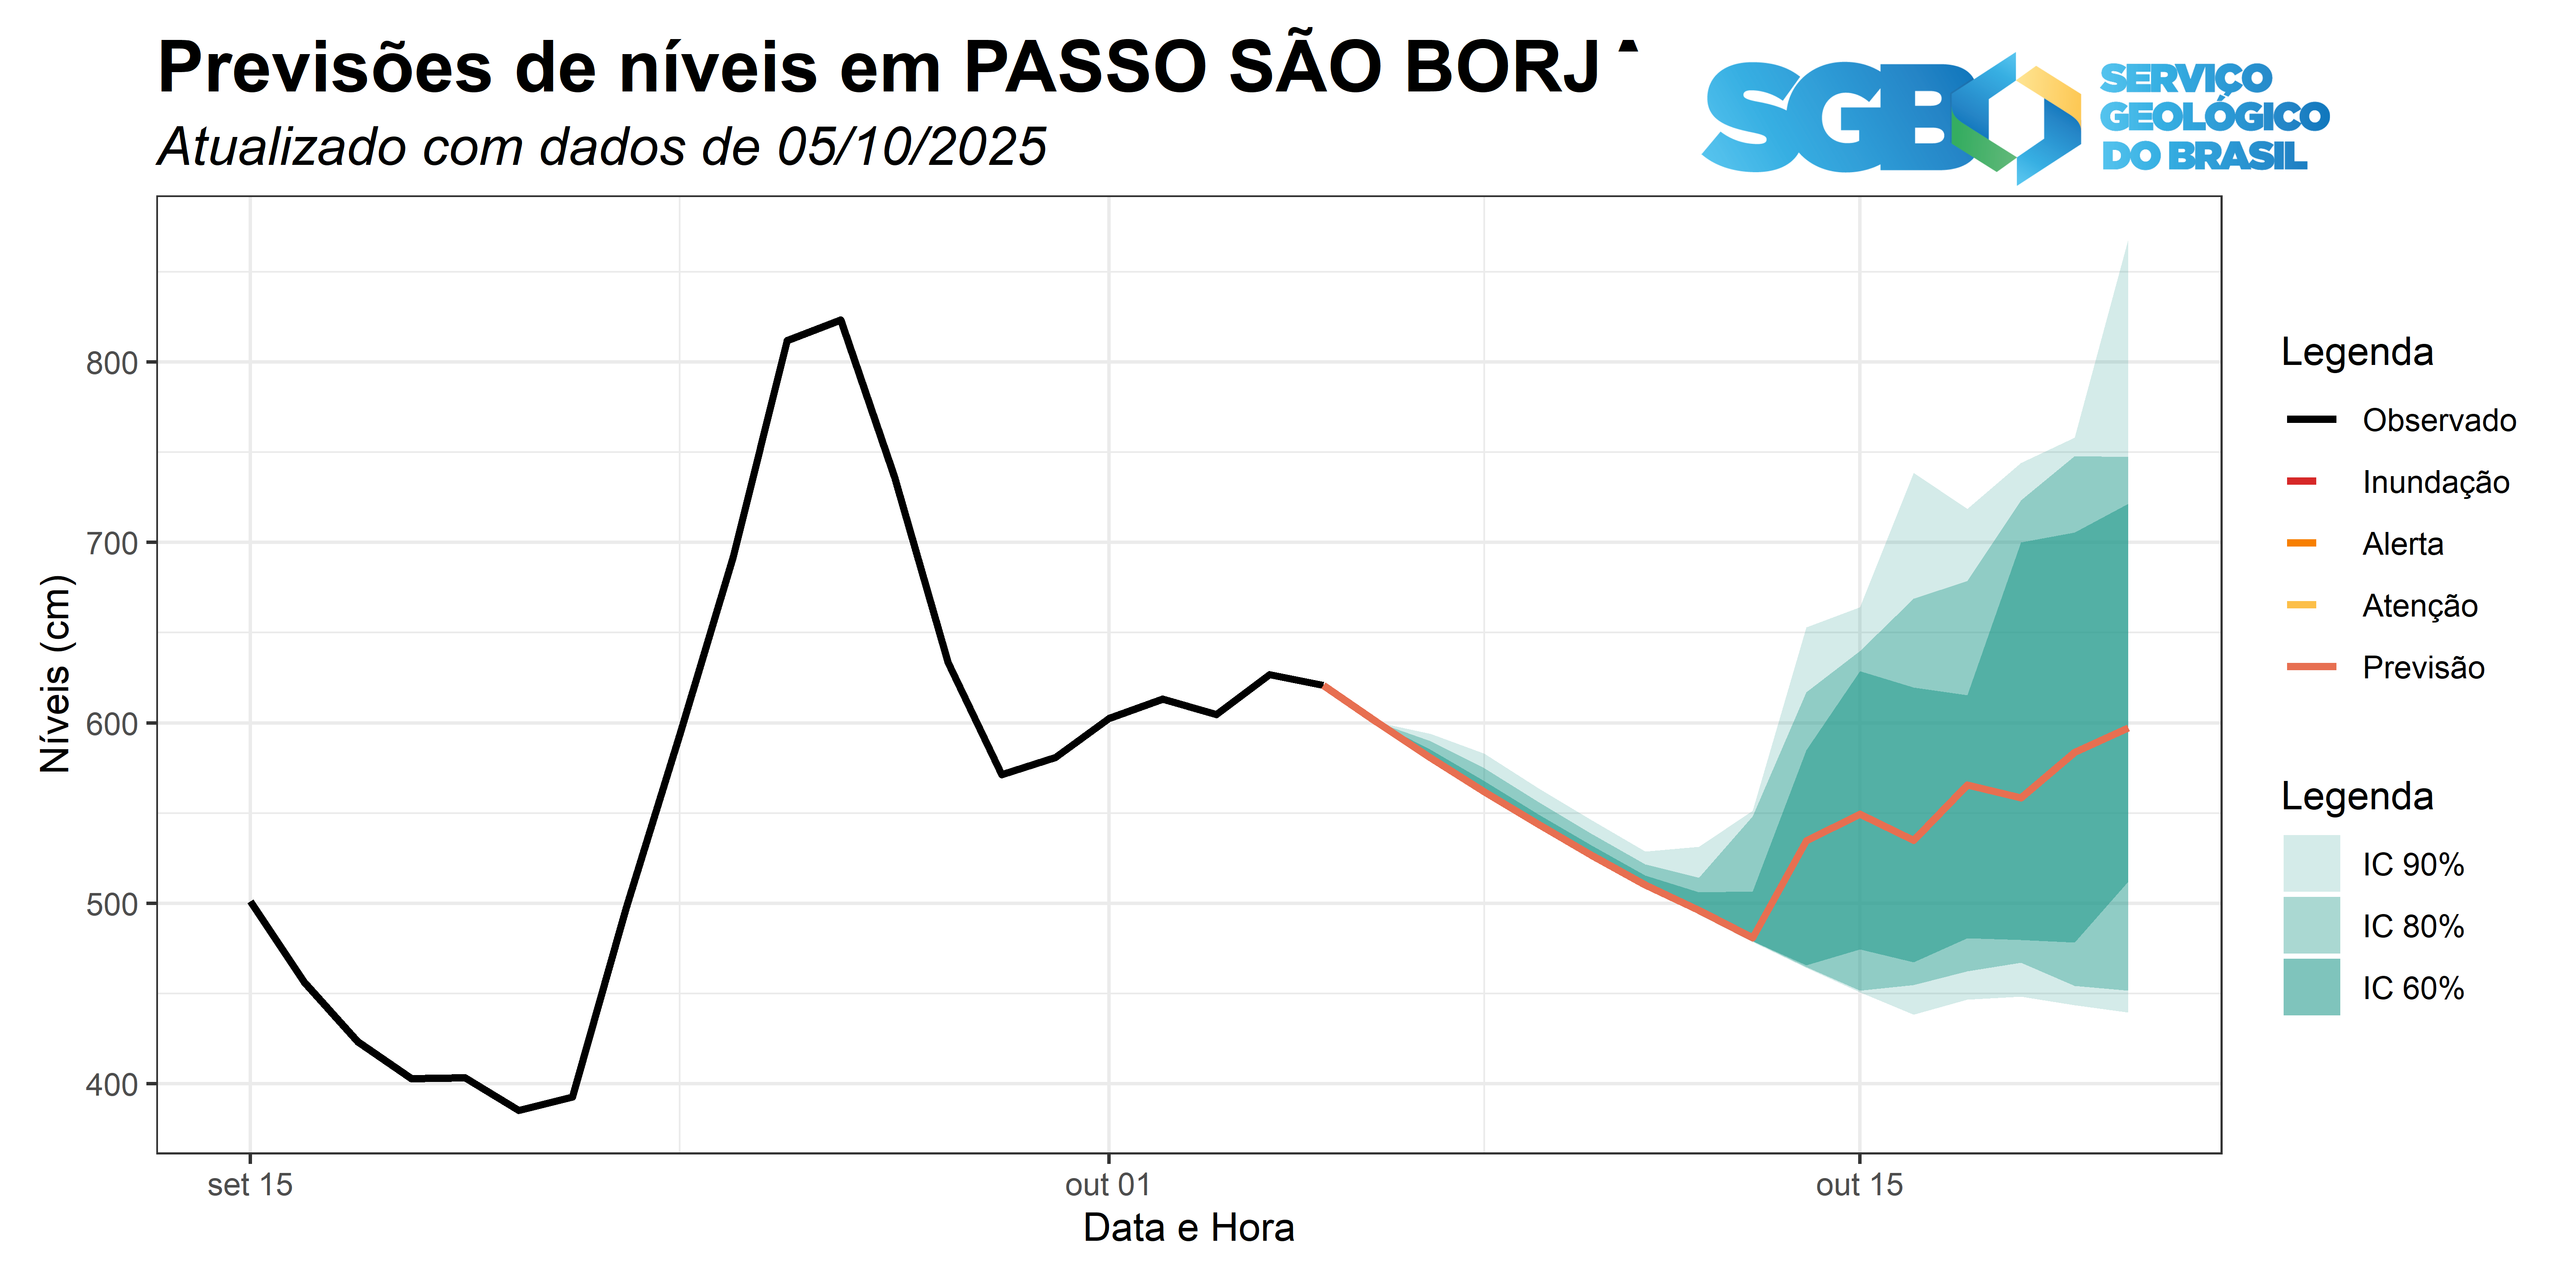 Previsões de níveis em PASSO SÃO BORJ
Atualizado com dados de 05/10/2025
SGB
SERVIÇO
GEOLÓGICO
DO BRASIL
Níveis (cm)
800
700
600
500
400
set 15
out 01
out 15
Data e Hora
Legenda
Observado
Inundação
Alerta
Atenção
Previsão
Legenda
IC 90%
IC 80%
IC 60%